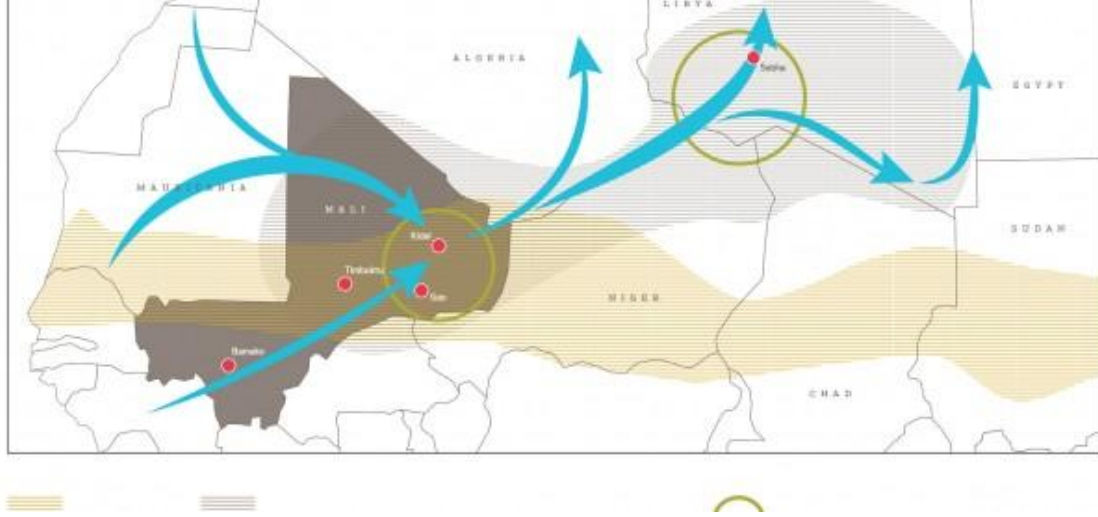 LIBYA
ALGERIA
Sebha
EGYPT
MAURITANIA
MALI
Kidal
SUDAN
Timbuktu
Gao
NIGER
Bamako
CHAD